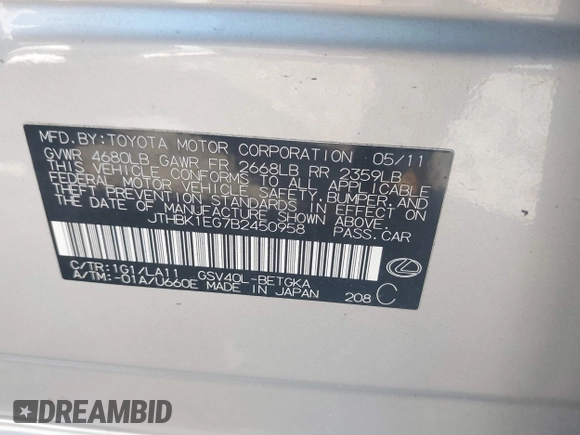 MFD. BY: TOYOTA MOTOR CORPORATION 05/11
GVWR 4680LB GAWR FR 2668LB RR 2359LB
THIS VEHICLE CONFORMS TO ALL APPLICABLE
FEDERAL MOTOR VEHICLE SAFETY, BUMPER, AND
THEFT PREVENTION STANDARDS IN EFFECT ON
THE DATE OF MANUFACTURE SHOWN ABOVE.
JTHBK1EG7B2450958 PASS.CAR
C/TR:1G1/LA11 GSV40L-BETGKA
A/TM:-01A/U660E MADE IN JAPAN 208 C
DREAMBID